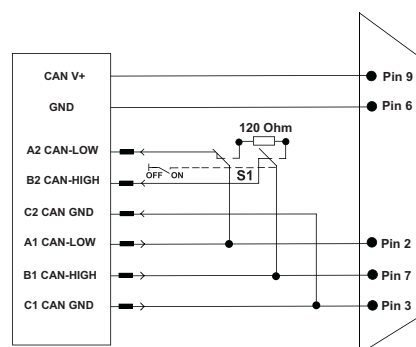 CAN V+
Pin 9
GND
Pin 6
120 Ohm
A2 CAN-LOW
OFF ON
S1
B2 CAN-HIGH
C2 CAN GND
A1 CAN-LOW
Pin 2
B1 CAN-HIGH
Pin 7
C1 CAN GND
Pin 3